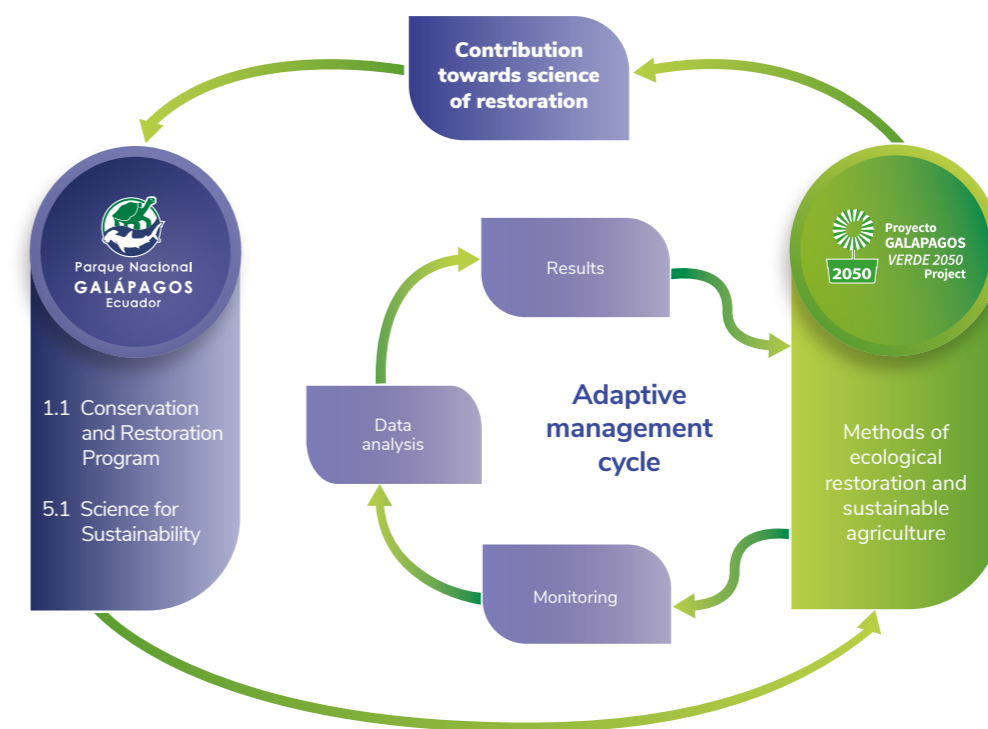 Contribution
towards science
of restoration
Parque Nacional
GALÁPAGOS
Ecuador
1.1 Conservation
and Restoration
Program
5.1 Science for
Sustainability
Results
Data
analysis
Adaptive
management
cycle
Monitoring
Proyecto
GALAPAGOS
VERDE 2050
Project
2050
Methods of
ecological
restoration and
sustainable
agriculture